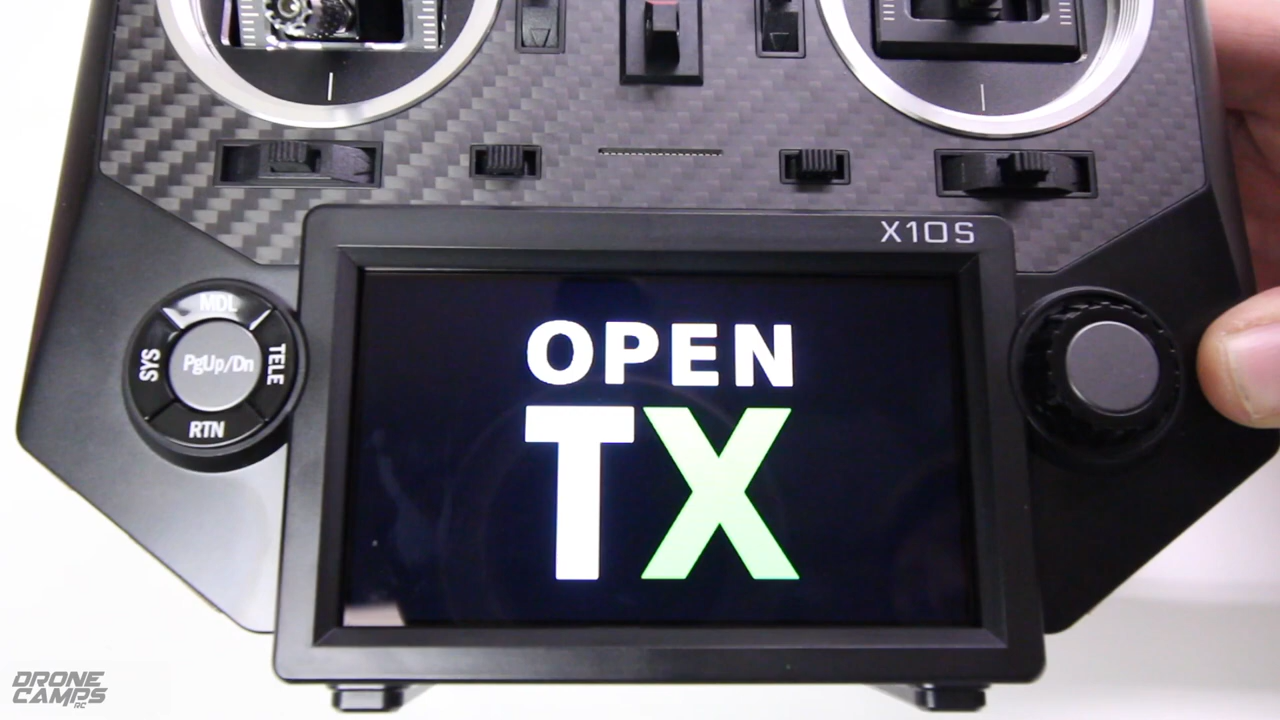 X10S
MDL
SYS
PgUp/Dn
TELE
RTN
OPEN
TX
DRONE
CAMPS
RC